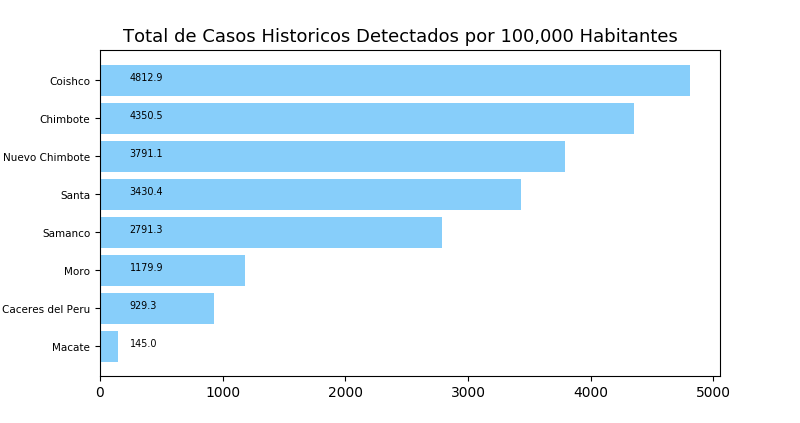 Total de Casos Historicos Detectados por 100,000 Habitantes
Coishco 4812.9
Chimbote 4350.5
Nuevo Chimbote 3791.1
Santa 3430.4
Samanco 2791.3
Moro 1179.9
Caceres del Peru 929.3
Macate 145.0
0 1000 2000 3000 4000 5000